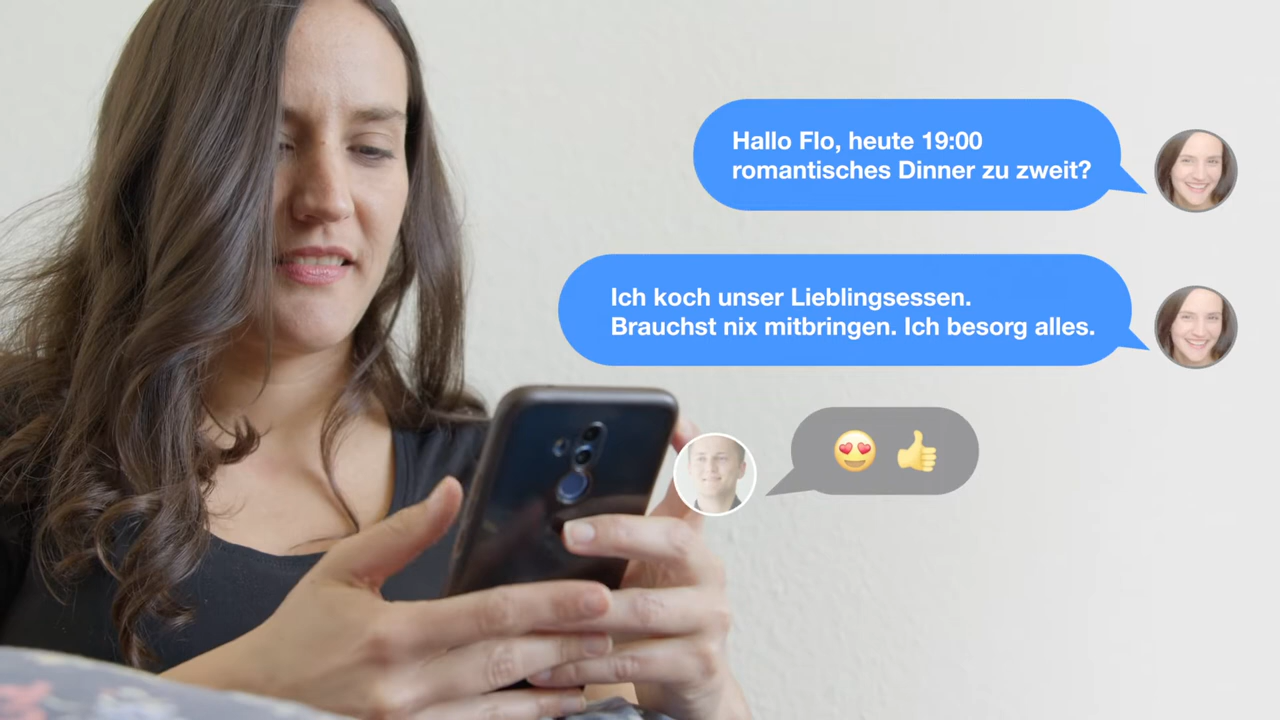 Hallo Flo, heute 19:00
romantisches Dinner zu zweit?
Ich koch unser Lieblingsessen.
Brauchst nix mitbringen. Ich besorg alles.
😍 👍